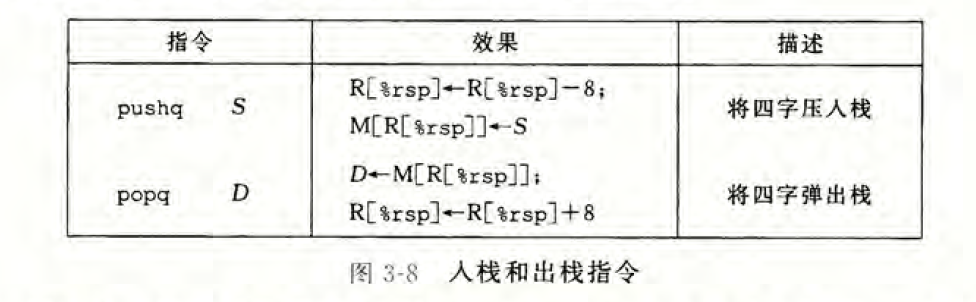 指令 效果 描述
pushq S R[%rsp]←R[%rsp]−8; 将四字压入栈
M[R[%rsp]]←S
popq D D←M[R[%rsp]]; 将四字弹出栈
R[%rsp]←R[%rsp]+8
图 3-8 入栈和出栈指令